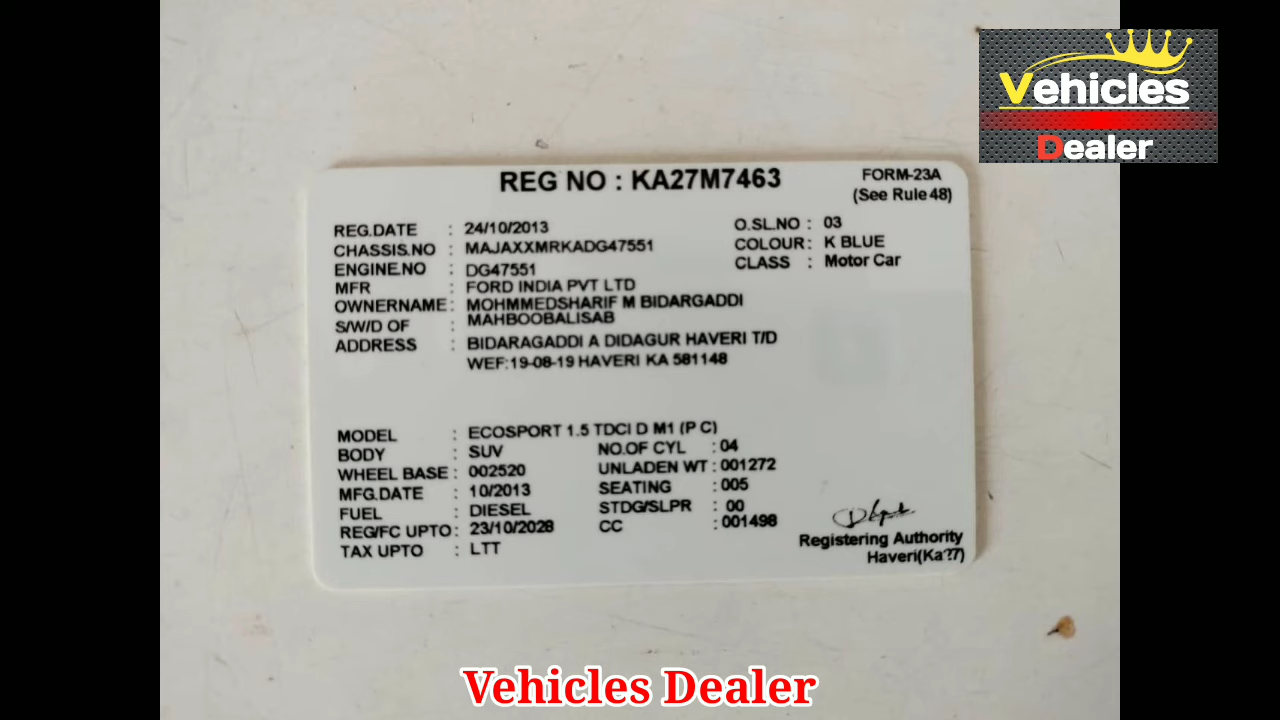 Vehicles
Dealer
REG NO : KA27M7463
FORM-23A
(See Rule 48)
REG.DATE : 24/10/2013
O.SL.NO : 03
CHASSIS.NO : MAJAXXMRKADG47551
COLOUR : K BLUE
ENGINE.NO : DG47551
CLASS : Motor Car
MFR : FORD INDIA PVT LTD
OWNERNAME : MOHMMEDSHARIF M BIDARGADDI
S/W/D OF : MAHBOOBALISAB
ADDRESS : BIDARAGADDI A DIDAGUR HAVERI T/D
WEF:19-08-19 HAVERI KA 581148
MODEL : ECOSPORT 1.5 TDCI D M1 (P C)
BODY : SUV
NO.OF CYL : 04
WHEEL BASE : 002520
UNLADEN WT : 001272
MFG.DATE : 10/2013
SEATING : 005
FUEL : DIESEL
STDG/SLPR : 00
REG/FC UPTO : 23/10/2028
CC : 001498
TAX UPTO : LTT
Registering Authority
Haveri(Ka27)
Vehicles Dealer